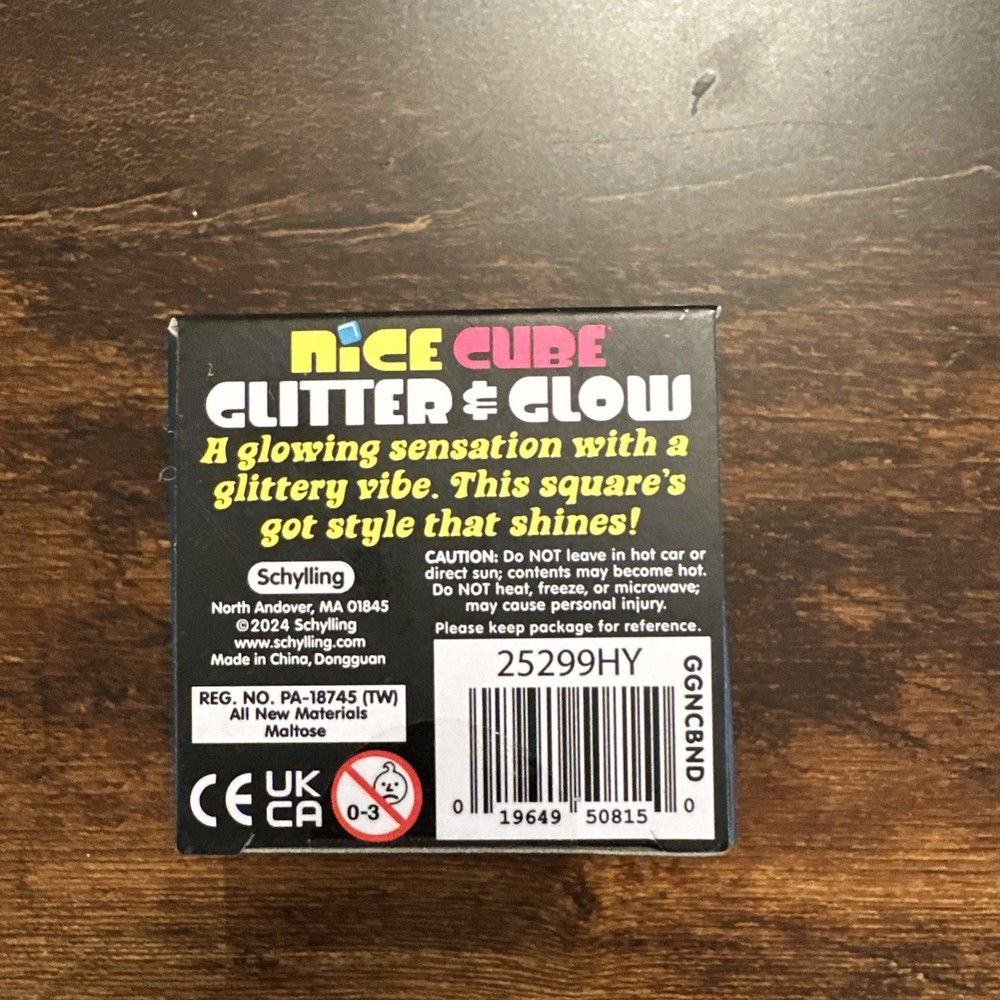 NiCE CUBE
GLITTER & GLOW
A glowing sensation with a
glittery vibe. This square's
got style that shines!
Schylling
North Andover, MA 01845
©2024 Schylling
www.schylling.com
Made in China, Dongguan
REG. NO. PA-18745 (TW)
All New Materials
Maltose
CE UK
CA
0-3
CAUTION: Do NOT leave in hot car or
direct sun; contents may become hot.
Do NOT heat, freeze, or microwave;
may cause personal injury.
Please keep package for reference.
25299HY
GGNCBND
0 19649 50815 0